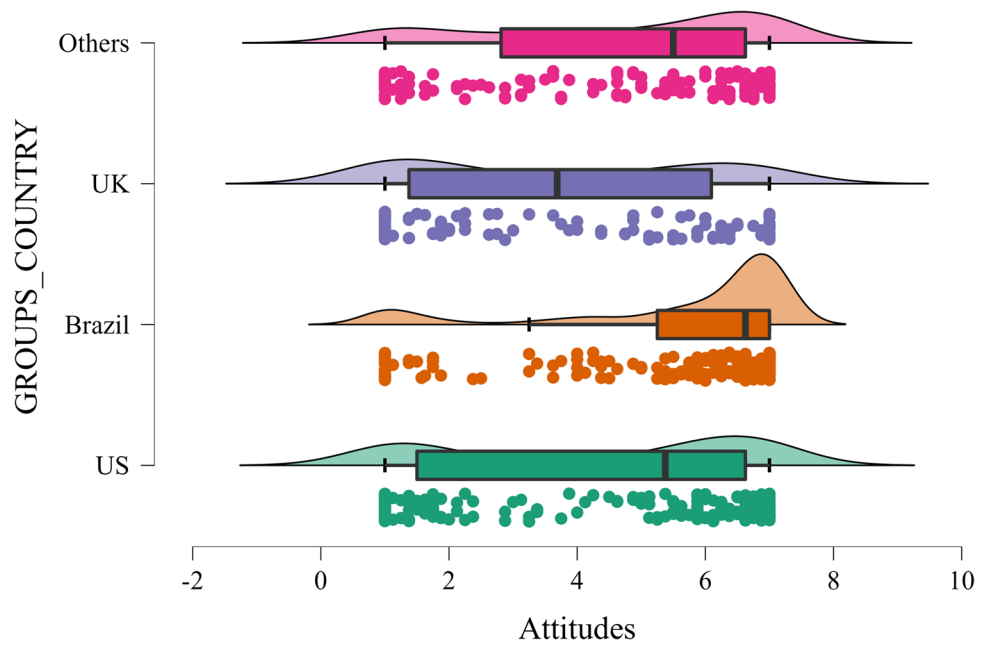 Others
UK
Brazil
US
GROUPS_COUNTRY
-2 0 2 4 6 8 10
Attitudes